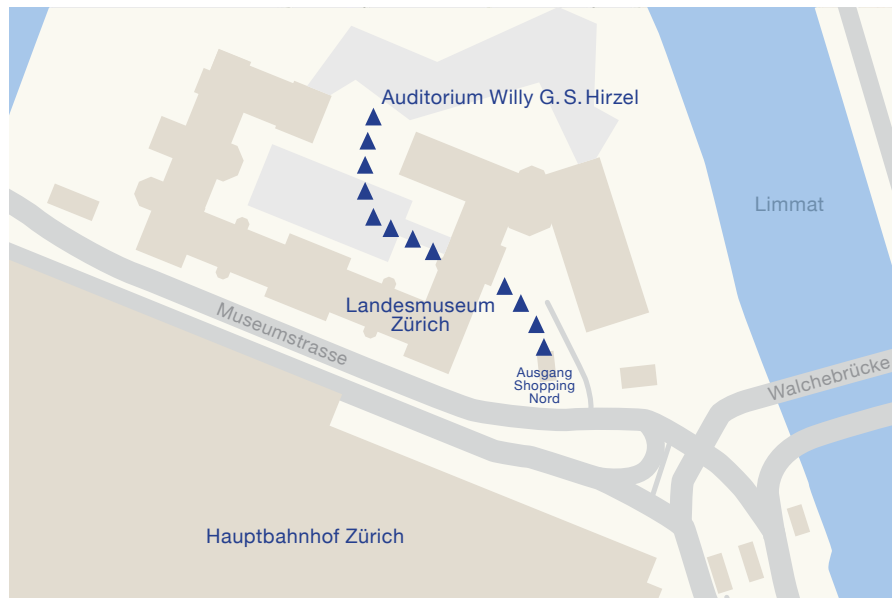 Auditorium Willy G. S. Hirzel
Limmat
Landesmuseum
Zürich
Museumstrasse
Walchebrücke
Ausgang
Shopping
Nord
Hauptbahnhof Zürich